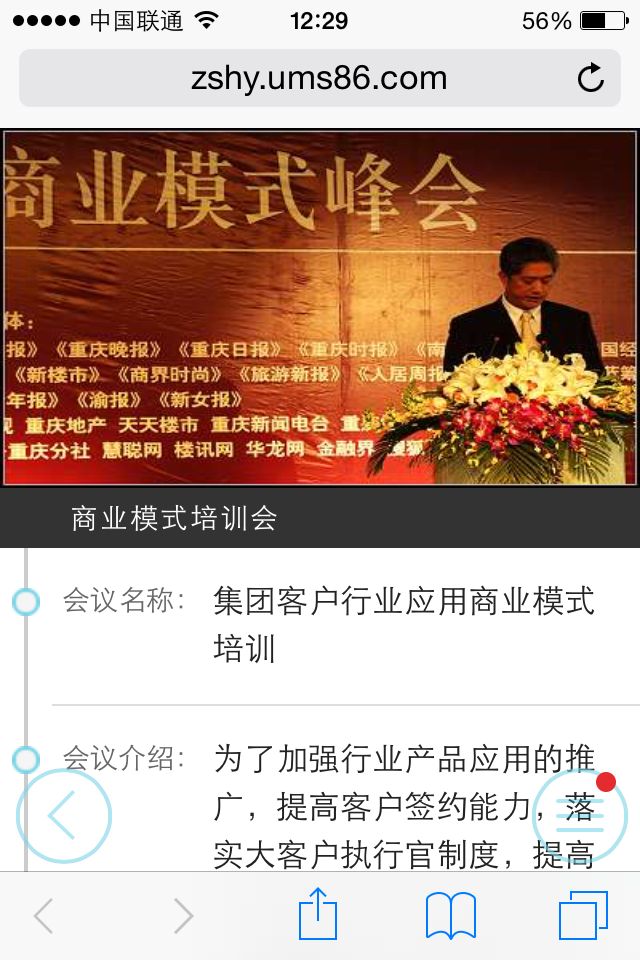 中国联通
12:29
56%
zshy.ums86.com
商业模式峰会
体：
报》《重庆晚报》《重庆日报》《重庆时报》《南
国经
《新楼市》《商界时尚》《旅游新报》《人居周报
年报》《渝报》《新女报》
重庆地产 天天楼市 重庆新闻电台 重
重庆分社 慧聪网 楼讯网 华龙网 金融界 搜狐
商业模式培训会
会议名称：
集团客户行业应用商业模式
培训
会议介绍：
为了加强行业产品应用的推
广，提高客户签约能力，落
实大客户执行官制度，提高